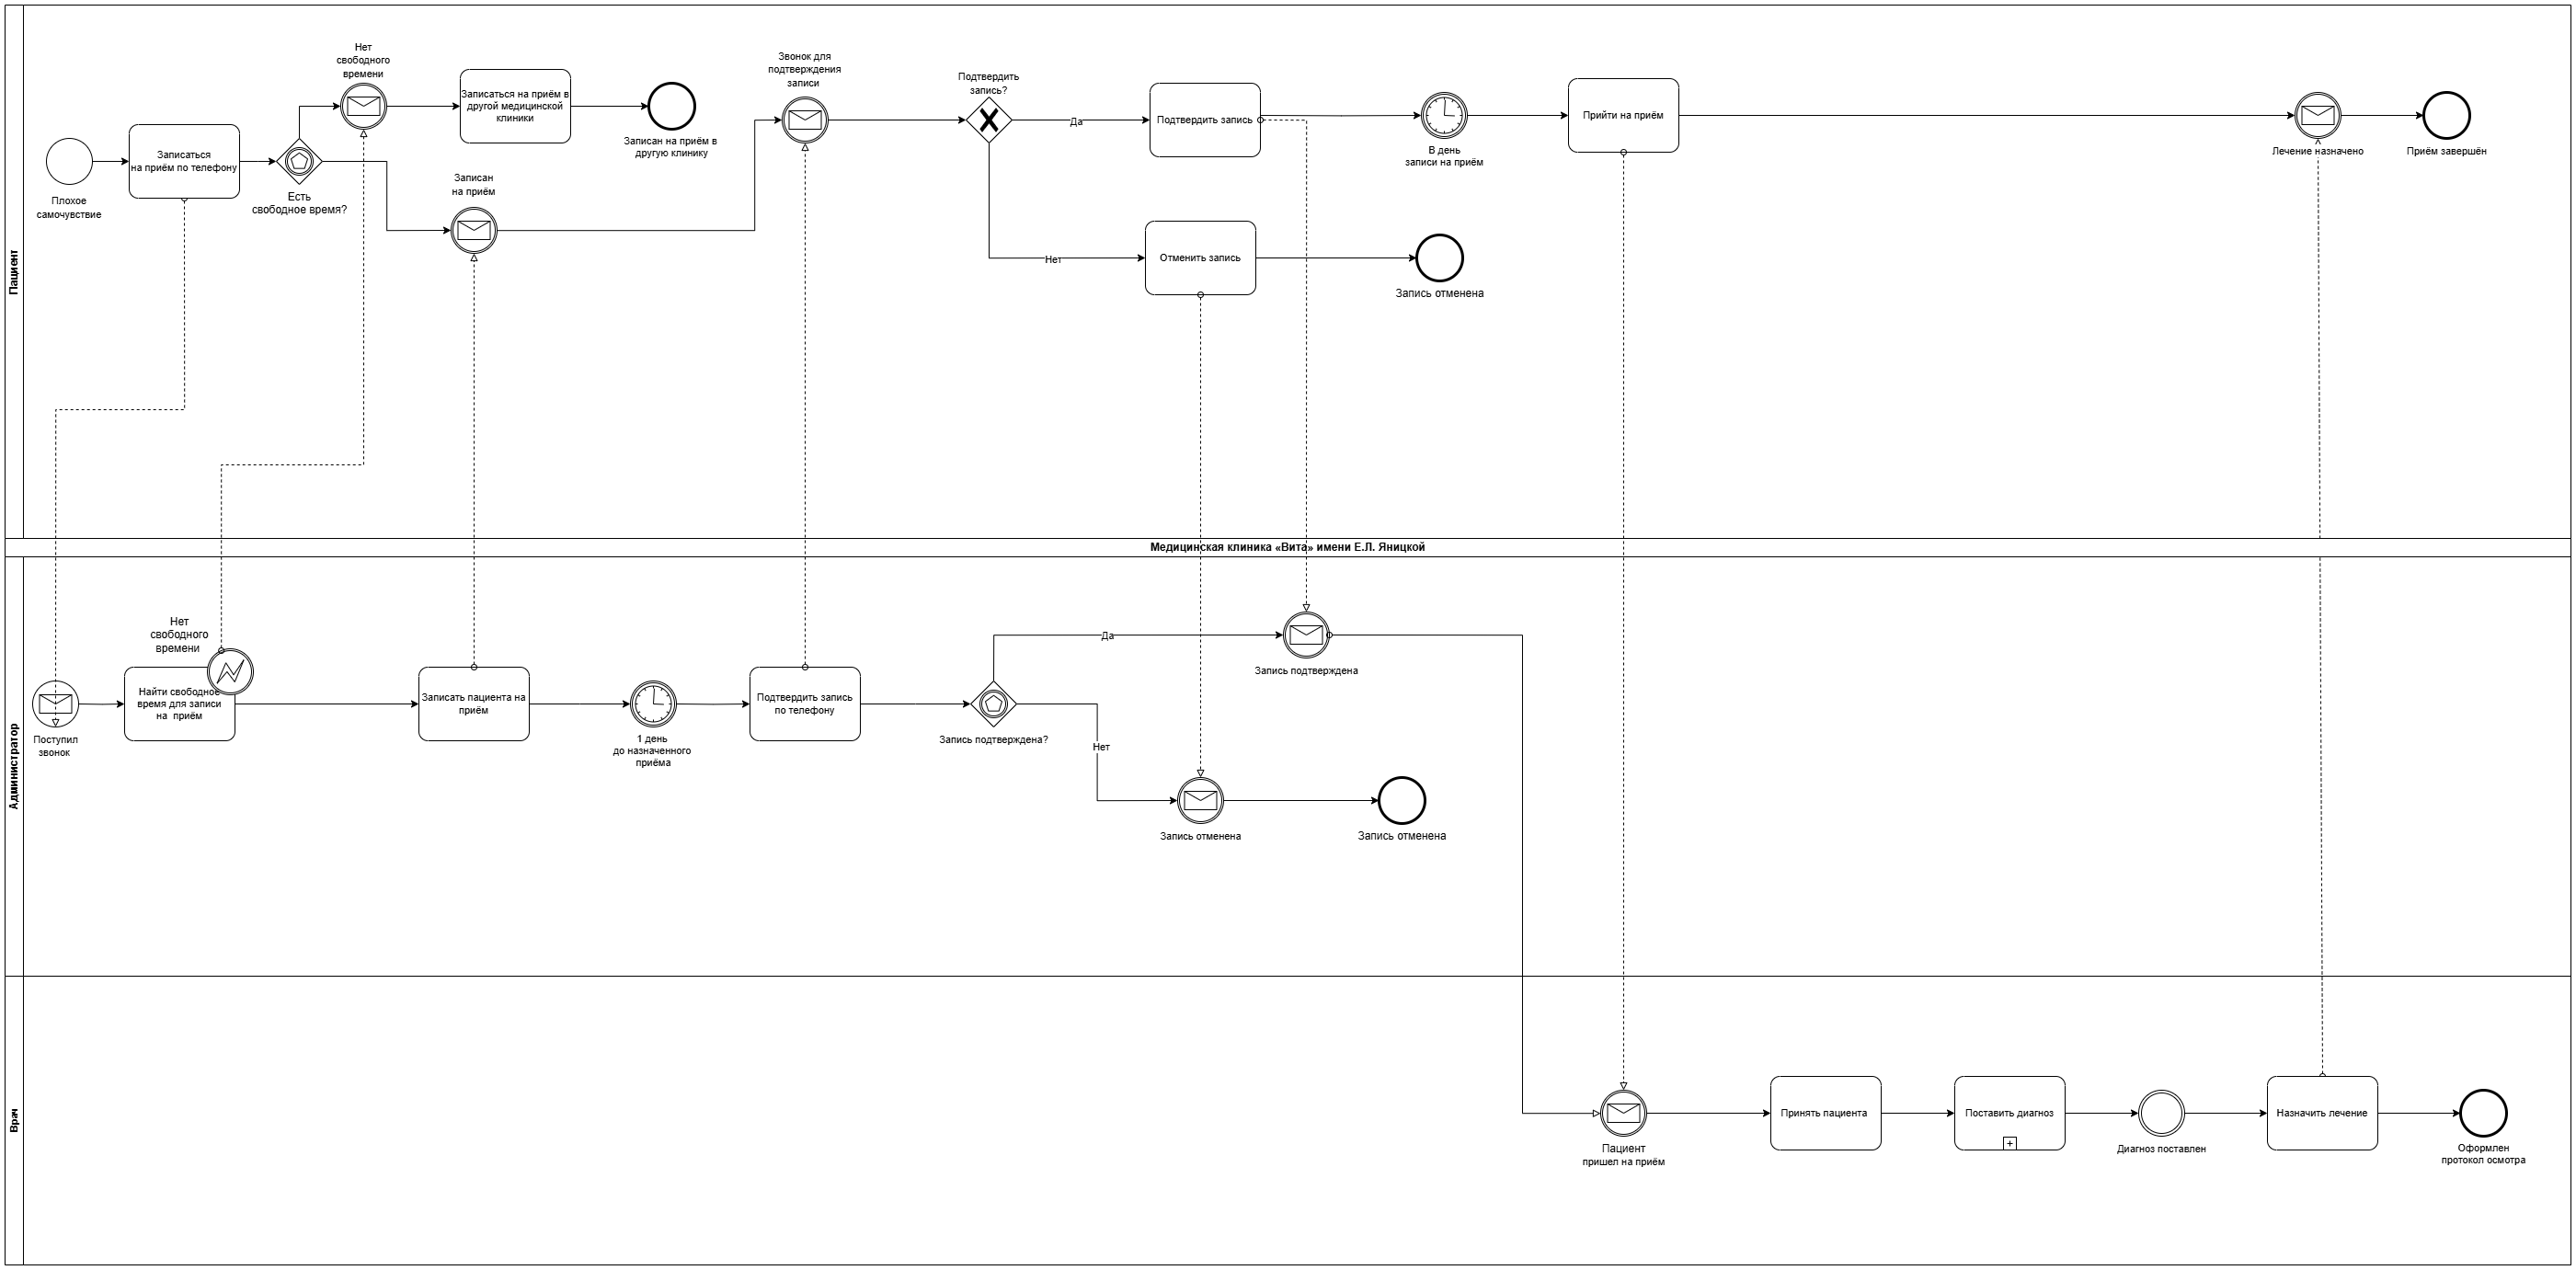 Пациент
Плохое
самочувствие
Записаться
на приём по телефону
Есть
свободное время?
Нет
свободного
времени
Записаться на приём в
другой медицинской
клиники
Записан на приём в
другую клинику
Записан
на приём
Звонок для
подтверждения
записи
Подтвердить
запись?
Да
Нет
Подтвердить запись
Отменить запись
Запись отменена
В день
записи на приём
Прийти на приём
Лечение назначено
Приём завершён
Медицинская клиника «Вита» имени Е.Л. Яницкой
Администратор
Поступил
звонок
Нет
свободного
времени
Найти свободное
время для записи
на приём
Записать пациента на
приём
1 день
до назначенного
приёма
Подтвердить запись
по телефону
Запись подтверждена?
Да
Нет
Запись подтверждена
Запись отменена
Запись отменена
Врач
Пациент
пришел на приём
Принять пациента
Поставить диагноз
Диагноз поставлен
Назначить лечение
Оформлен
протокол осмотра